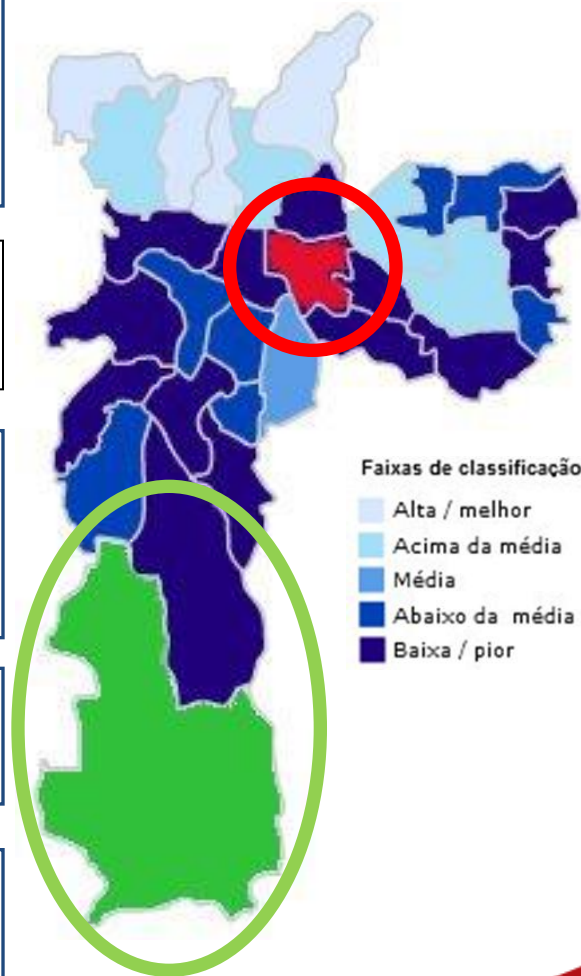 Faixas de classificação
Alta / melhor
Acima da média
Média
Abaixo da média
Baixa / pior